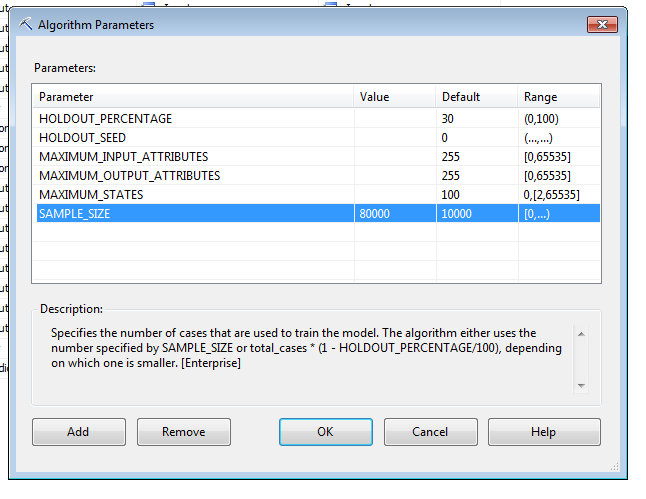 Algorithm Parameters
Parameters:
Parameter Value Default Range
HOLDOUT_PERCENTAGE 30 (0,100)
HOLDOUT_SEED 0 (...,...)
MAXIMUM_INPUT_ATTRIBUTES 255 [0,65535]
MAXIMUM_OUTPUT_ATTRIBUTES 255 [0,65535]
MAXIMUM_STATES 100 0,[2,65535]
SAMPLE_SIZE 80000 10000 [0,...)
Description:
Specifies the number of cases that are used to train the model. The algorithm either uses the
number specified by SAMPLE_SIZE or total_cases * (1 - HOLDOUT_PERCENTAGE/100), depending
on which one is smaller. [Enterprise]
Add Remove OK Cancel Help